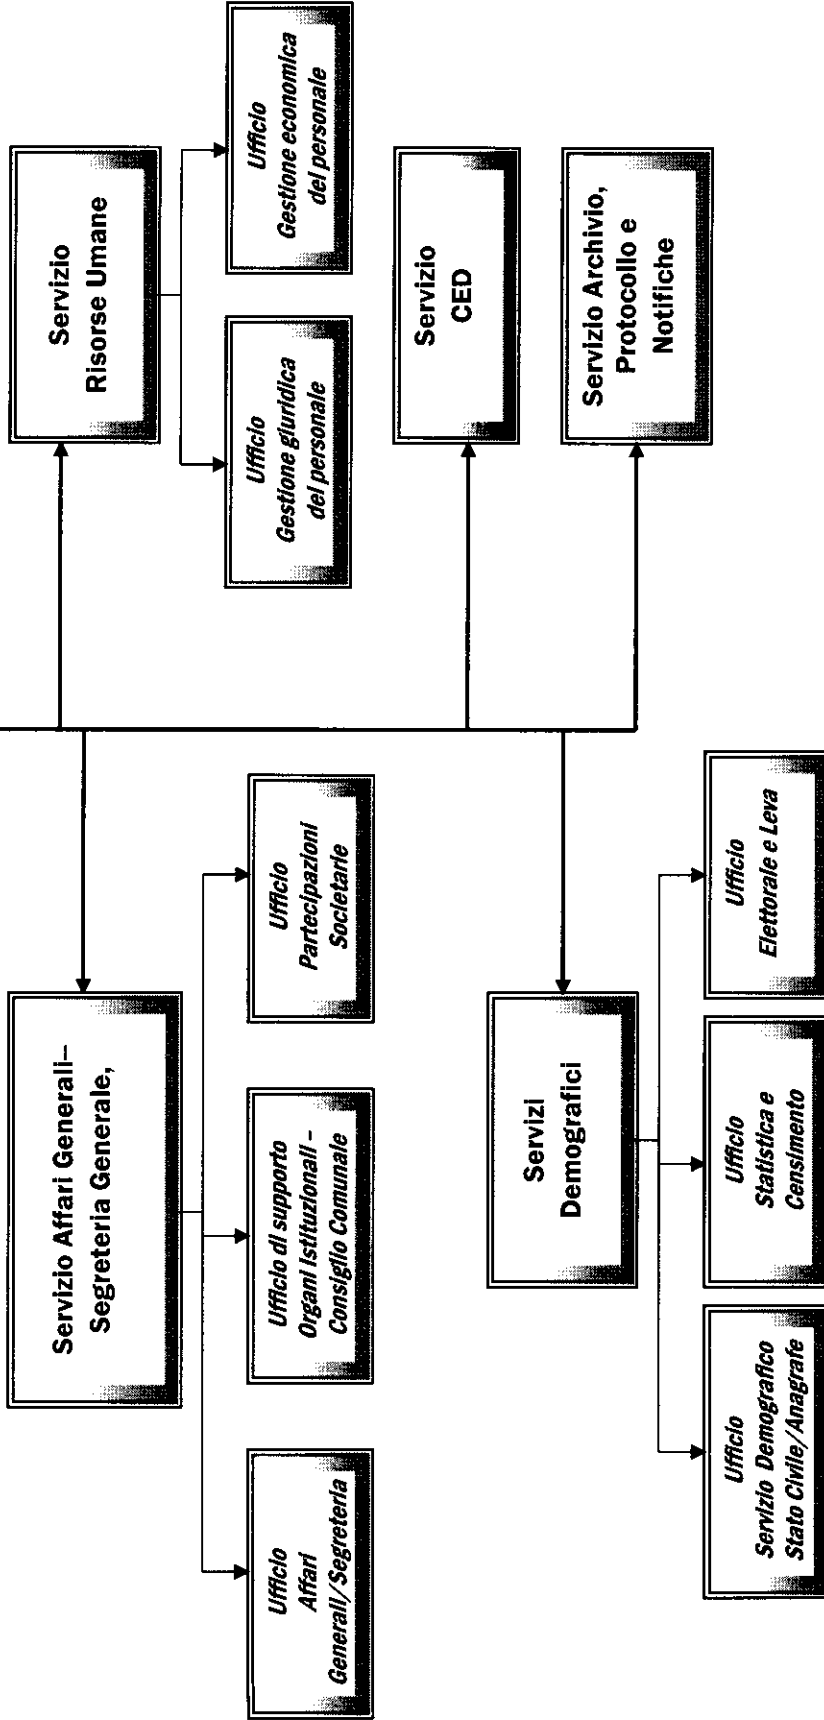 Servizio Affari Generali–
Segreteria Generale,
Ufficio
Affari
Generali/Segreteria
Ufficio di supporto
Organi Istituzionali –
Consiglio Comunale
Ufficio
Partecipazioni
Societarie
Servizio
Risorse Umane
Ufficio
Gestione giuridica
del personale
Ufficio
Gestione economica
del personale
Servizio
CED
Servizio Archivio,
Protocollo e
Notifiche
Servizi
Demografici
Ufficio
Servizio Demografico
Stato Civile/Anagrafe
Ufficio
Statistica e
Censimento
Ufficio
Elettorale e Leva